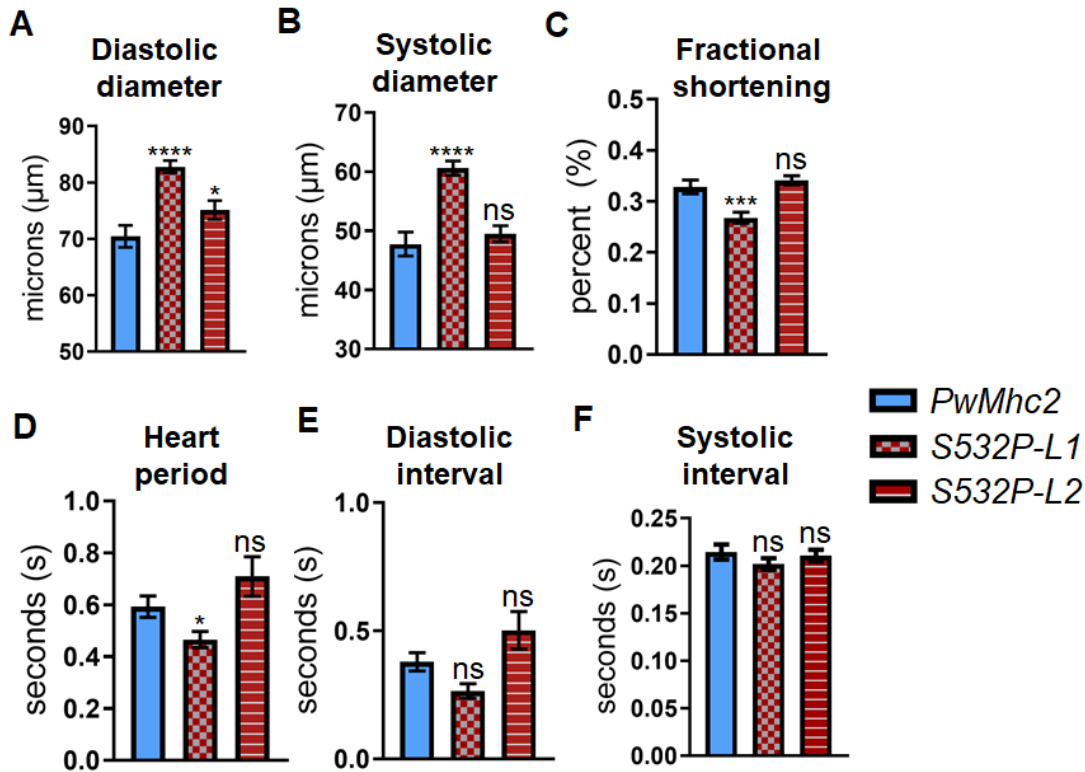 A
Diastolic
diameter
microns (μm)
90
80
70
60
50
****
*
B
Systolic
diameter
microns (μm)
70
60
50
40
30
****
ns
C
Fractional
shortening
percent (%)
0.5
0.4
0.3
0.3
0.1
0.0
***
ns
D
Heart
period
seconds (s)
1.0
0.8
0.6
0.4
0.2
0.0
*
ns
E
Diastolic
interval
seconds (s)
1.0
0.5
0.0
ns
ns
F
Systolic
interval
seconds (s)
0.25
0.20
0.15
0.10
0.05
0.00
ns
ns
PwMhc2
S532P-L1
S532P-L2